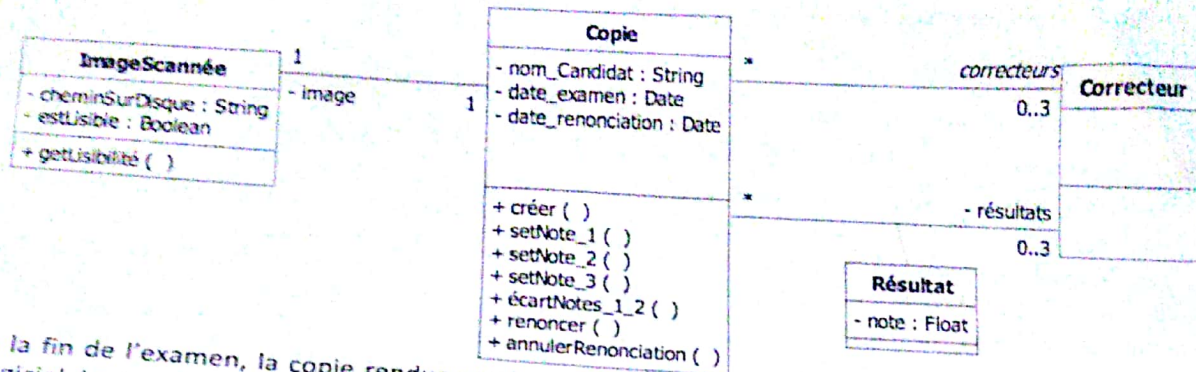 ImageScannée
- cheminSurDisque : String
- estLisible : Boolean
+ getLisibilité ( )
1
- image
1
Copie
- nom_Candidat : String
- date_examen : Date
- date_renonciation : Date
+ créer ( )
+ setNote_1 ( )
+ setNote_2 ( )
+ setNote_3 ( )
+ écartNotes_1_2 ( )
+ renoncer ( )
+ annulerRenonciation ( )
*
correcteurs
0..3
Correcteur
*
- résultats
0..3
Résultat
- note : Float
la fin de l'examen, la copie